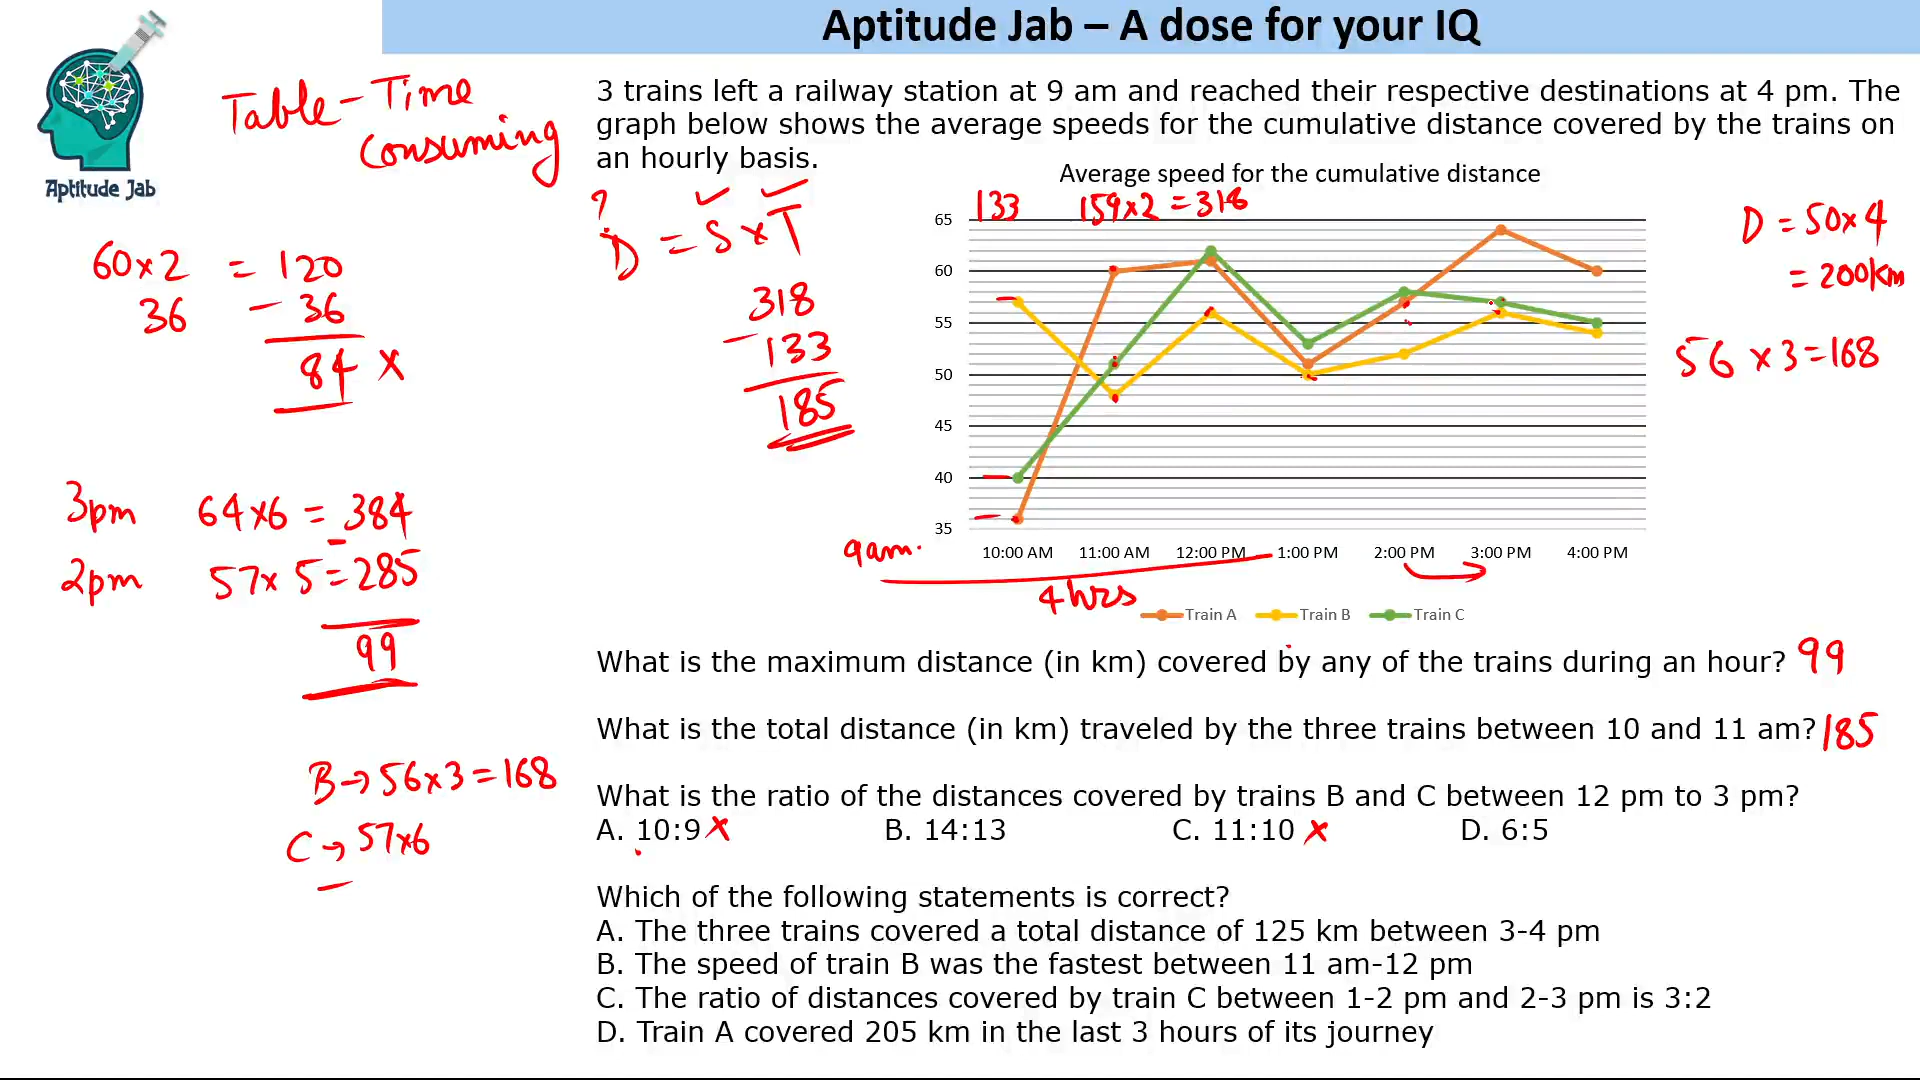 Aptitude Jab – A dose for your IQ
Aptitude Jab
Table - Time
Consuming
3 trains left a railway station at 9 am and reached their respective destinations at 4 pm. The
graph below shows the average speeds for the cumulative distance covered by the trains on
an hourly basis.
Average speed for the cumulative distance
133
159x2 = 318
65
60
55
50
45
40
35
10:00 AM 11:00 AM 12:00 PM 1:00 PM 2:00 PM 3:00 PM 4:00 PM
Train A Train B Train C
9am.
4hrs
?
D = S x T
318
- 133
185
60x2 = 120
36 - 36
84 x
3pm 64x6 = 384
2pm 57x5 = 285
99
B → 56x3 = 168
C → 57x6
D = 50x4
= 200km
56 x 3 = 168
What is the maximum distance (in km) covered by any of the trains during an hour? 99
What is the total distance (in km) traveled by the three trains between 10 and 11 am? 185
What is the ratio of the distances covered by trains B and C between 12 pm to 3 pm?
A. 10:9 x B. 14:13 C. 11:10 x D. 6:5
Which of the following statements is correct?
A. The three trains covered a total distance of 125 km between 3-4 pm
B. The speed of train B was the fastest between 11 am-12 pm
C. The ratio of distances covered by train C between 1-2 pm and 2-3 pm is 3:2
D. Train A covered 205 km in the last 3 hours of its journey